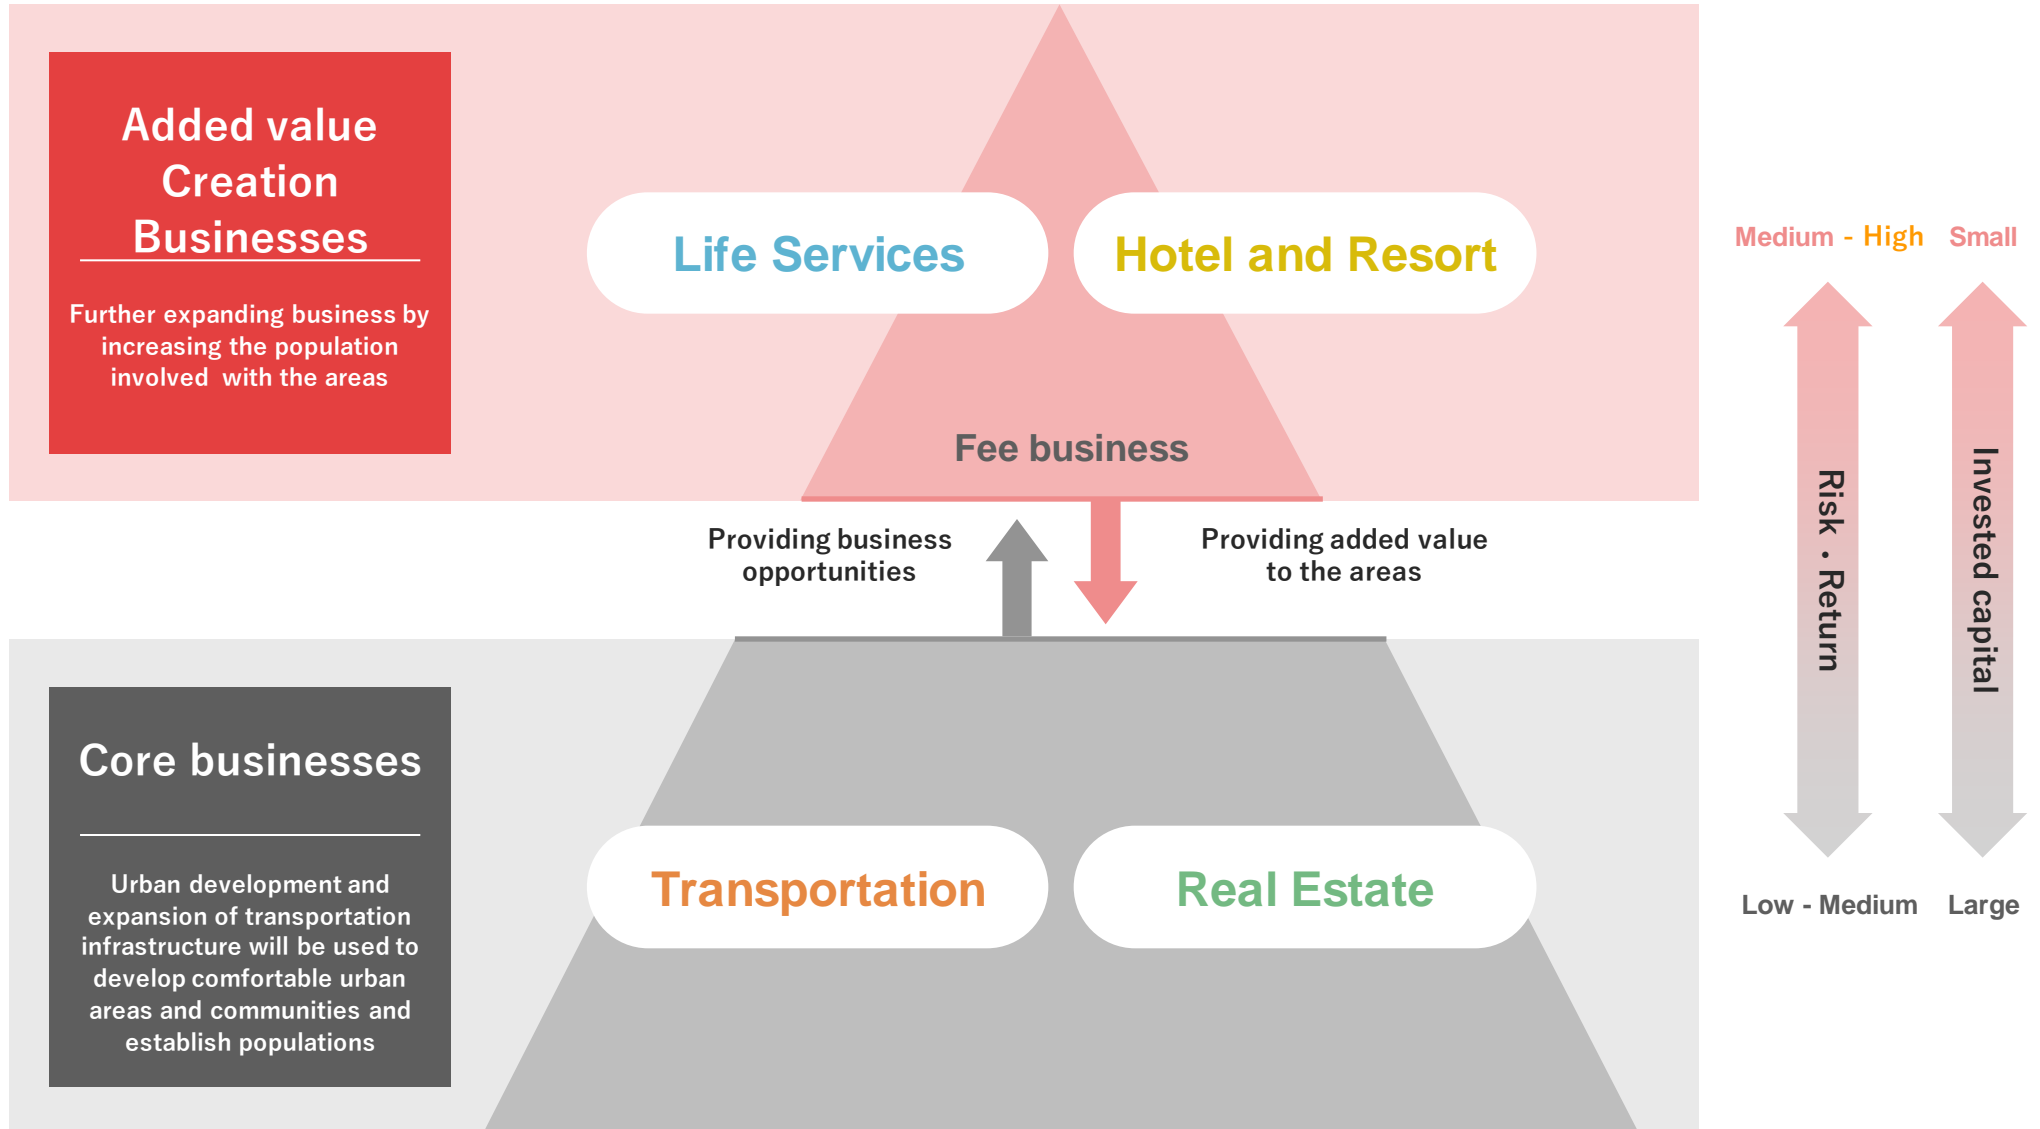 Added value
Creation
Businesses
Further expanding business by
increasing the population
involved with the areas
Life Services
Hotel and Resort
Fee business
Medium - High
Small
Risk・Return
Invested capital
Providing business
opportunities
Providing added value
to the areas
Core businesses
Urban development and
expansion of transportation
infrastructure will be used to
develop comfortable urban
areas and communities and
establish populations
Transportation
Real Estate
Low - Medium
Large